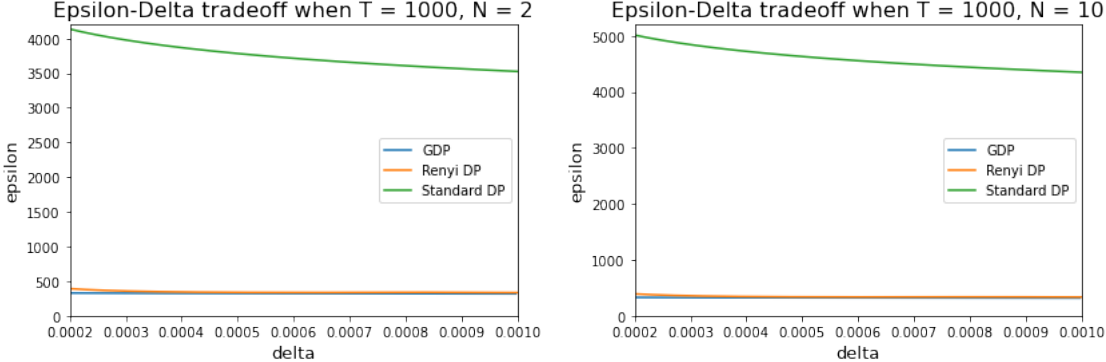 Epsilon-Delta tradeoff when T = 1000, N = 2
4000
3500
3000
2500
2000
1500
1000
500
0
epsilon
GDP
Renyi DP
Standard DP
0.0002 0.0003 0.0004 0.0005 0.0006 0.0007 0.0008 0.0009 0.0010
delta
Epsilon-Delta tradeoff when T = 1000, N = 10
5000
4000
3000
2000
1000
0
epsilon
GDP
Renyi DP
Standard DP
0.0002 0.0003 0.0004 0.0005 0.0006 0.0007 0.0008 0.0009 0.0010
delta